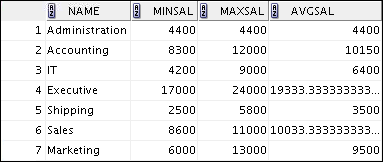 NAME MINSAL MAXSAL AVGSAL
1 Administration 4400 4400 4400
2 Accounting 8300 12000 10150
3 IT 4200 9000 6400
4 Executive 17000 24000 19333.333333333...
5 Shipping 2500 5800 3500
6 Sales 8600 11000 10033.333333333...
7 Marketing 6000 13000 9500